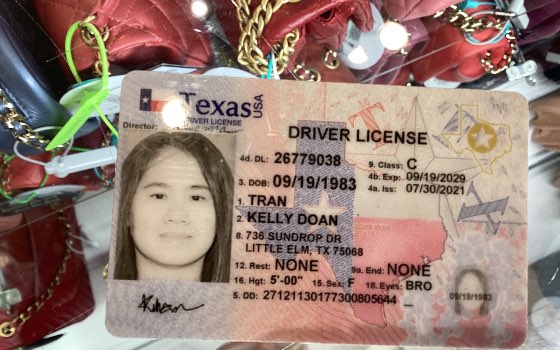 Texas USA
DRIVER LICENSE
Director:
DRIVER LICENSE
4d. DL: 26779038 9. Class: C
3. DOB: 09/19/1983 4b. Exp: 09/19/2029
4a. Iss: 07/30/2021
1. TRAN
2. KELLY DOAN
8. 736 SUNDROP DR
LITTLE ELM, TX 75068
12. Rest: NONE 9a. End: NONE
16. Hgt: 5'-00" 15. Sex: F 18. Eyes: BRO
5. DD: 27121130177300805644
09/19/1983